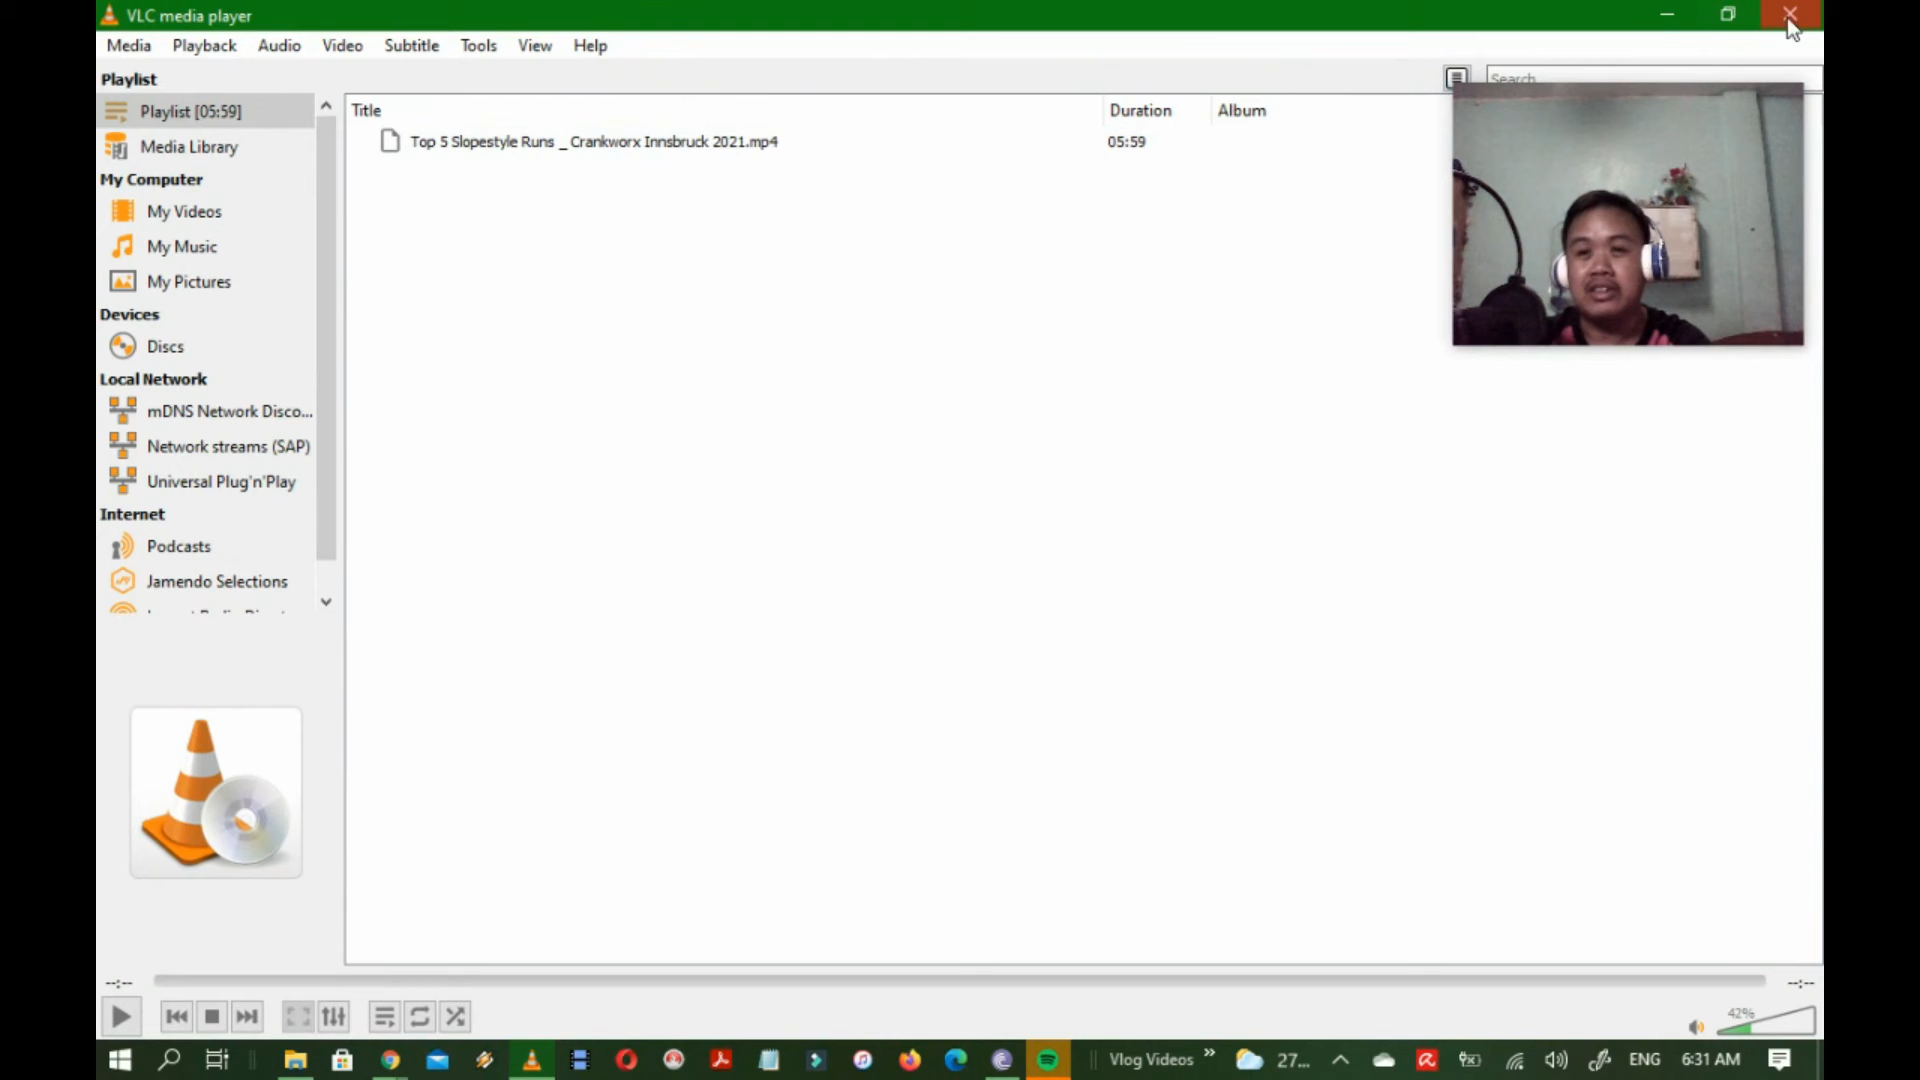 VLC media player
Media Playback Audio Video Subtitle Tools View Help
Playlist
Search
Playlist [05:59]
Title Duration Album
Top 5 Slopestyle Runs _ Crankworx Innsbruck 2021.mp4 05:59
Media Library
My Computer
My Videos
My Music
My Pictures
Devices
Discs
Local Network
mDNS Network Disco...
Network streams (SAP)
Universal Plug'n'Play
Internet
Podcasts
Jamendo Selections
--:-- --:--
42%
Vlog Videos » 27... ENG 6:31 AM